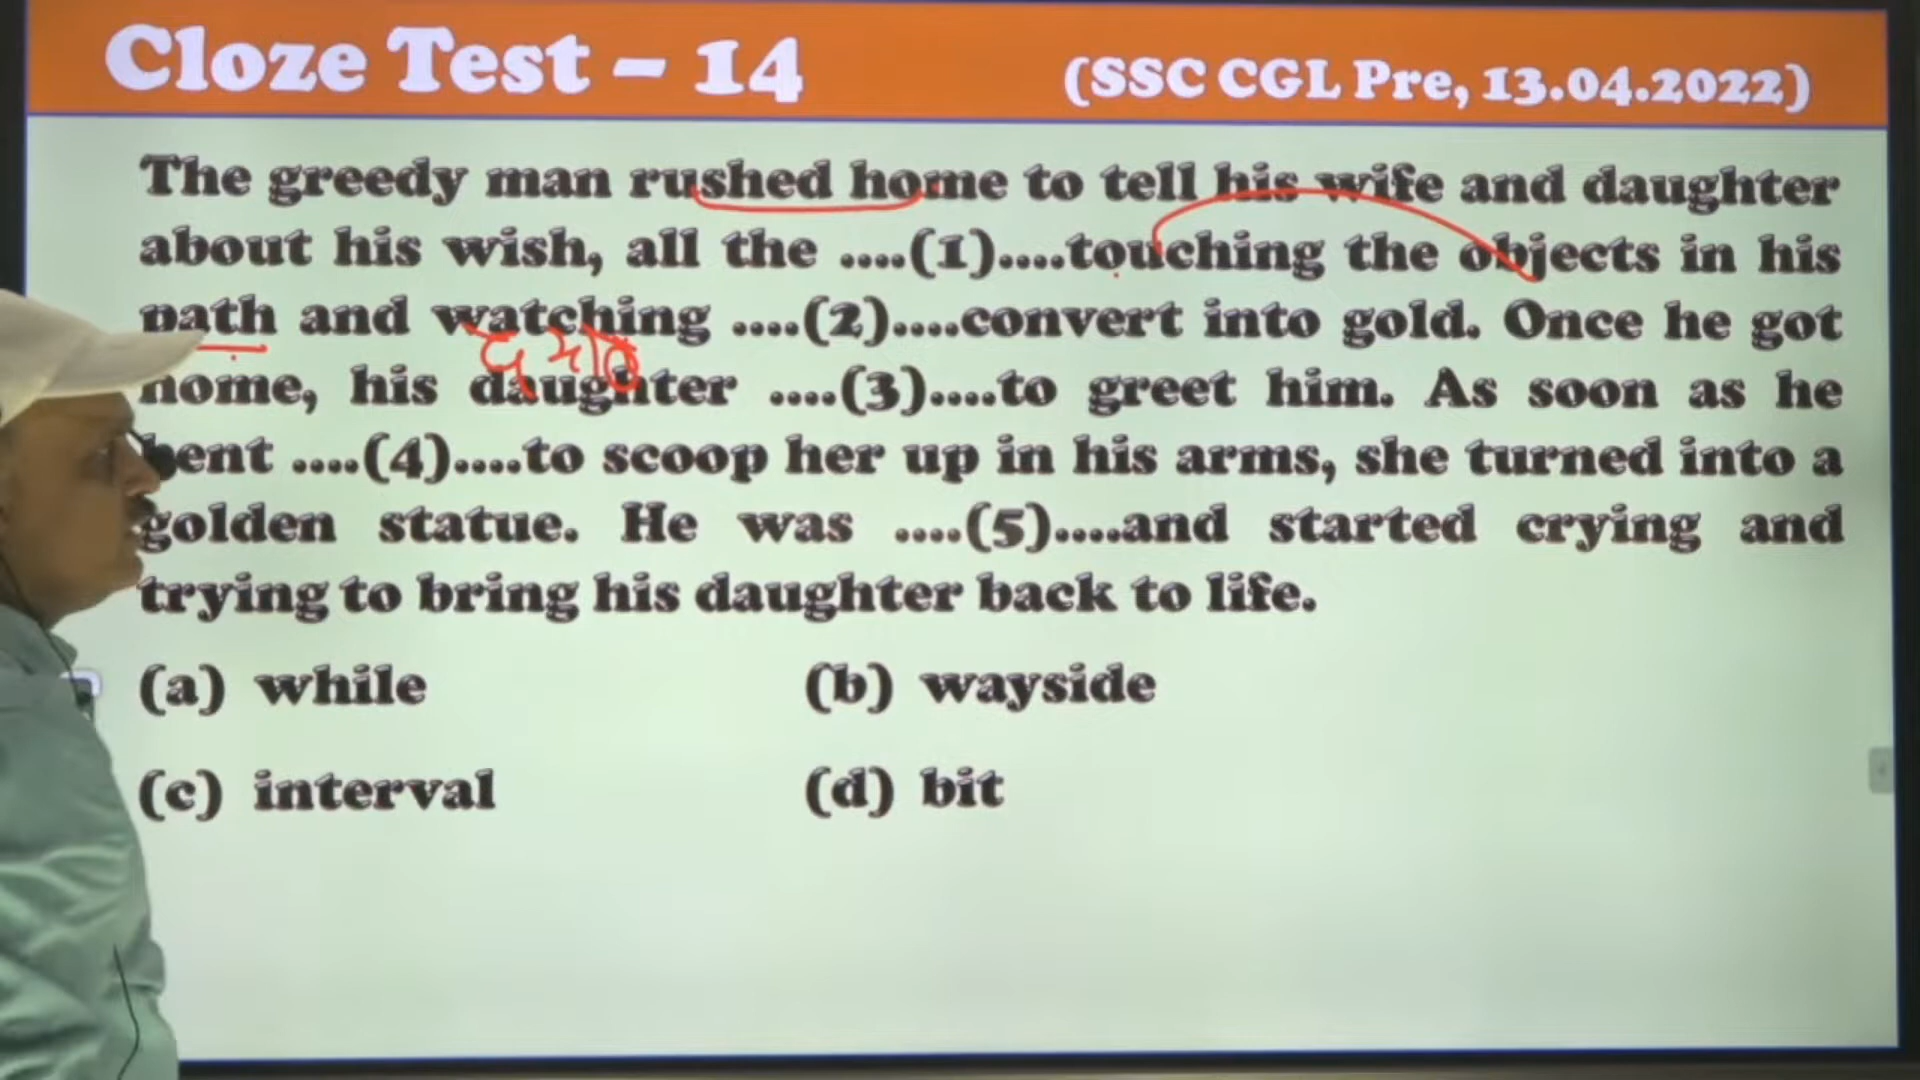 Cloze Test – 14
(SSC CGL Pre, 13.04.2022)
The greedy man rushed home to tell his wife and daughter
about his wish, all the ....(1)....touching the objects in his
path and watching ....(2)....convert into gold. Once he got
home, his daughter ....(3)....to greet him. As soon as he
bent ....(4)....to scoop her up in his arms, she turned into a
golden statue. He was ....(5)....and started crying and
trying to bring his daughter back to life.
(a) while
(b) wayside
(c) interval
(d) bit